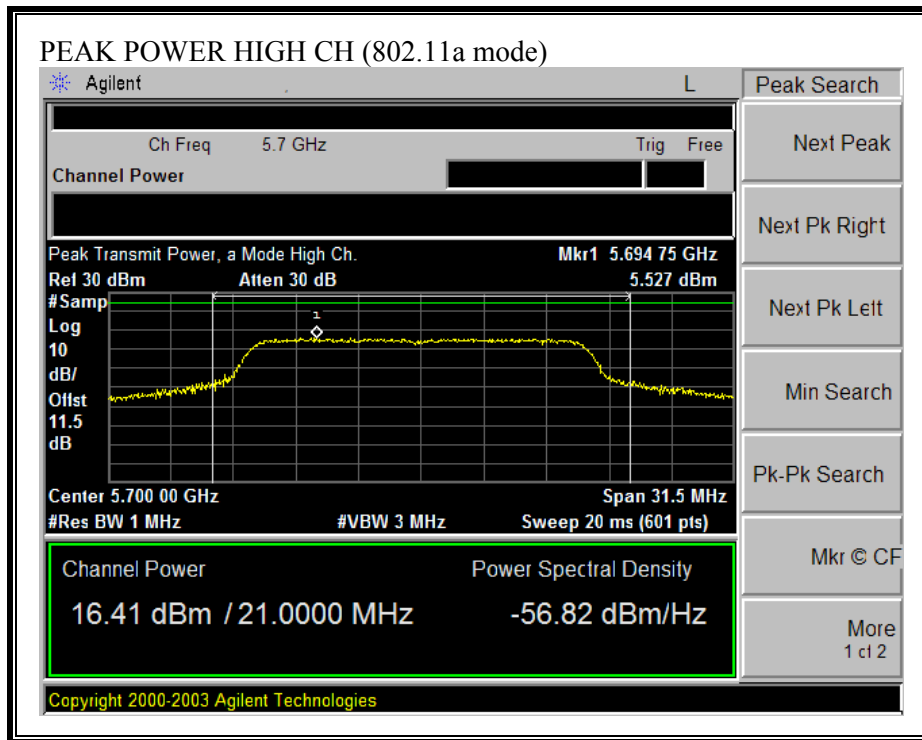 PEAK POWER HIGH CH (802.11a mode)
Agilent
L
Peak Search
Ch Freq 5.7 GHz Trig Free
Channel Power
Next Peak
Next Pk Right
Next Pk Left
Min Search
Pk-Pk Search
Mkr © CF
More
1 of 2
Peak Transmit Power, a Mode High Ch.
Mkr1 5.694 75 GHz
Ref 30 dBm Atten 30 dB 5.527 dBm
#Samp
Log
10
dB/
Offst
11.5
dB
1
Center 5.700 00 GHz Span 31.5 MHz
#Res BW 1 MHz #VBW 3 MHz Sweep 20 ms (601 pts)
Channel Power Power Spectral Density
16.41 dBm / 21.0000 MHz -56.82 dBm/Hz
Copyright 2000-2003 Agilent Technologies